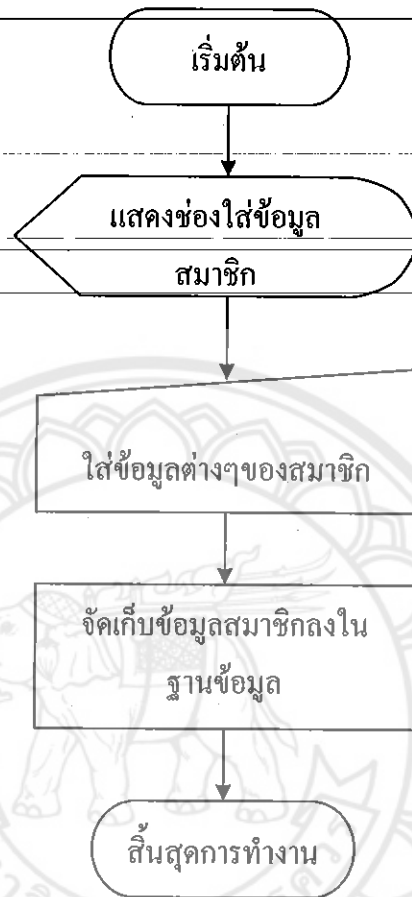 เริ่มต้น
แสดงช่องใส่ข้อมูล
สมาชิก
ใส่ข้อมูลต่างๆของสมาชิก
จัดเก็บข้อมูลสมาชิกลงใน
ฐานข้อมูล
สิ้นสุดการทำงาน